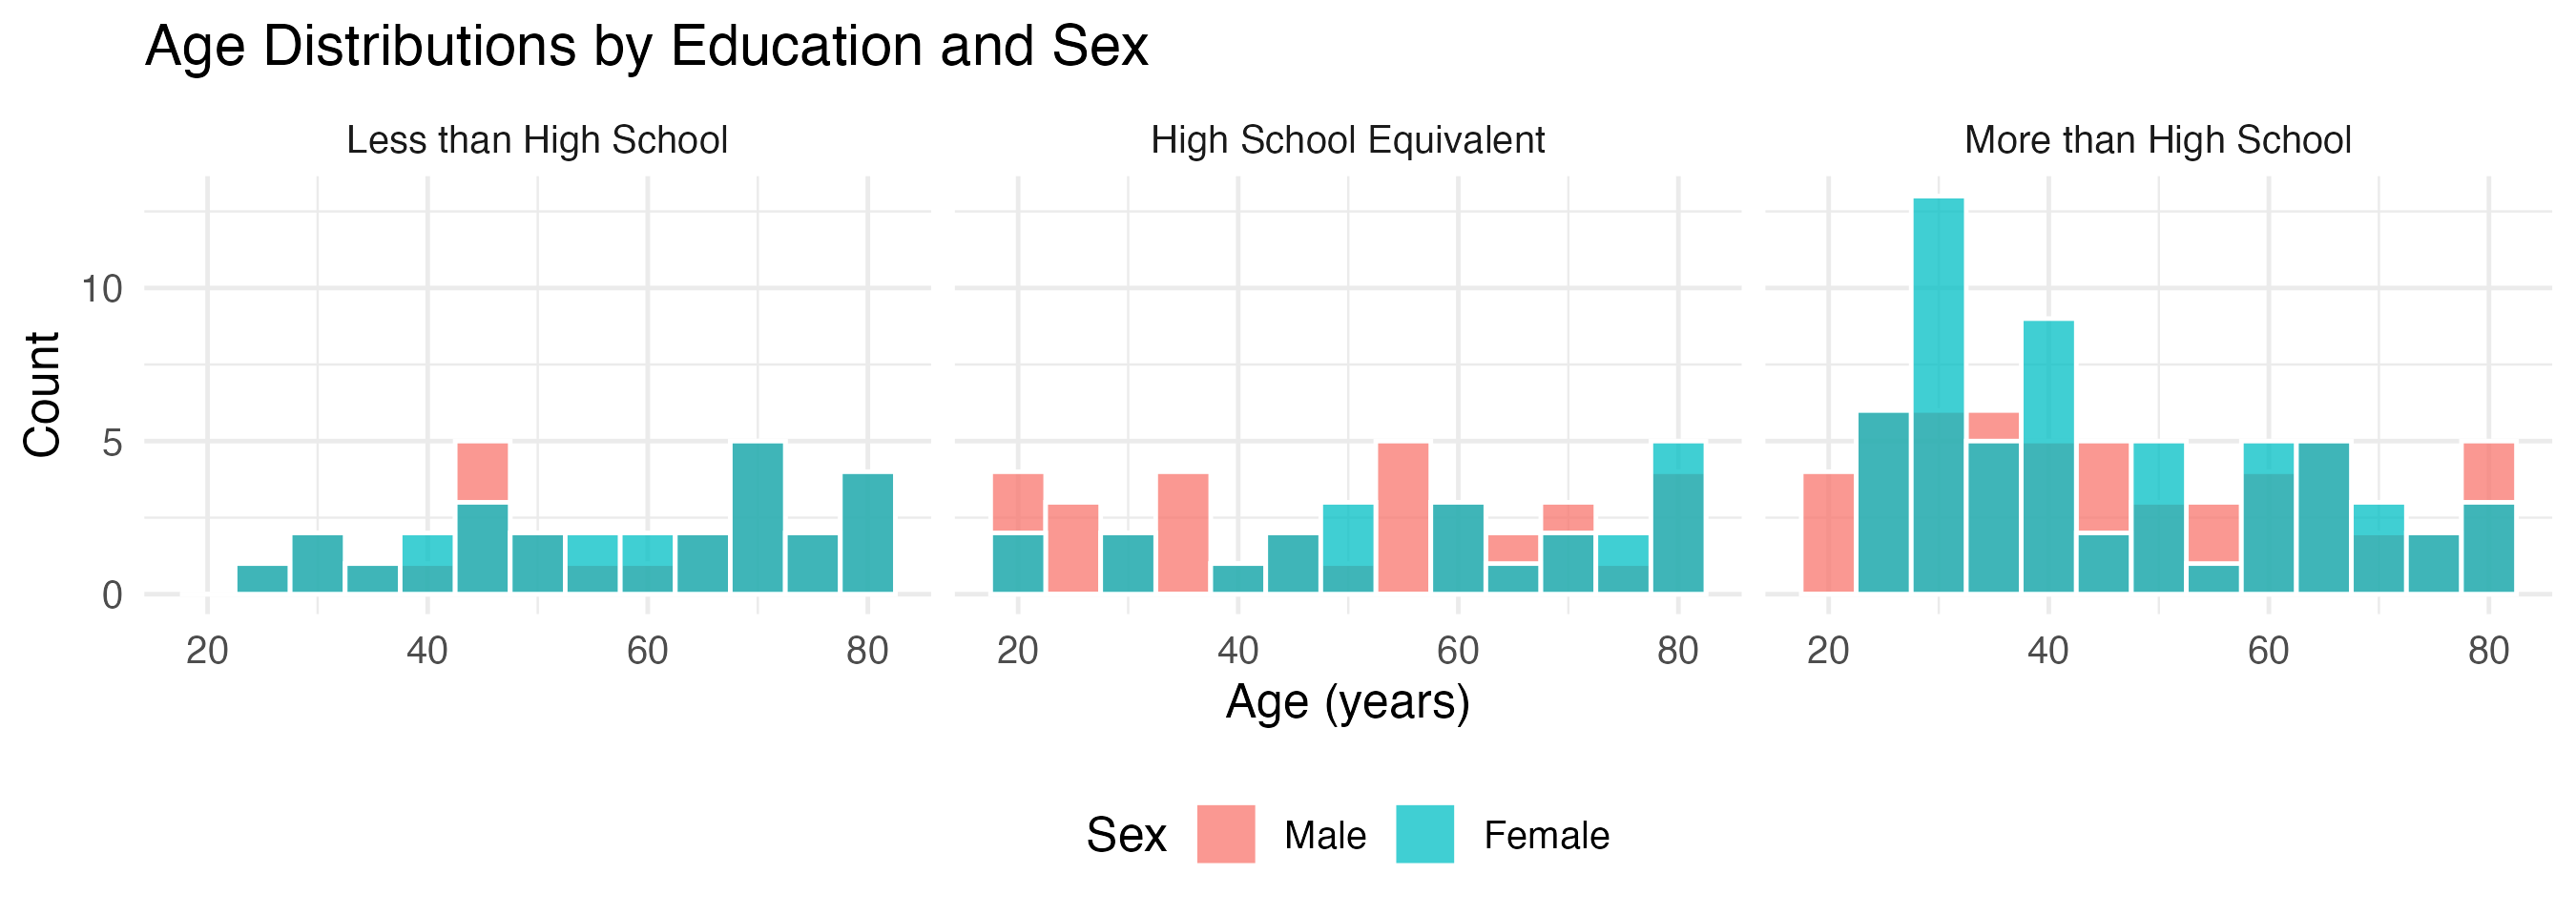 Age Distributions by Education and Sex
Less than High School High School Equivalent More than High School
Count
10
5
0
20 40 60 80 20 40 60 80 20 40 60 80
Age (years)
Sex Male Female